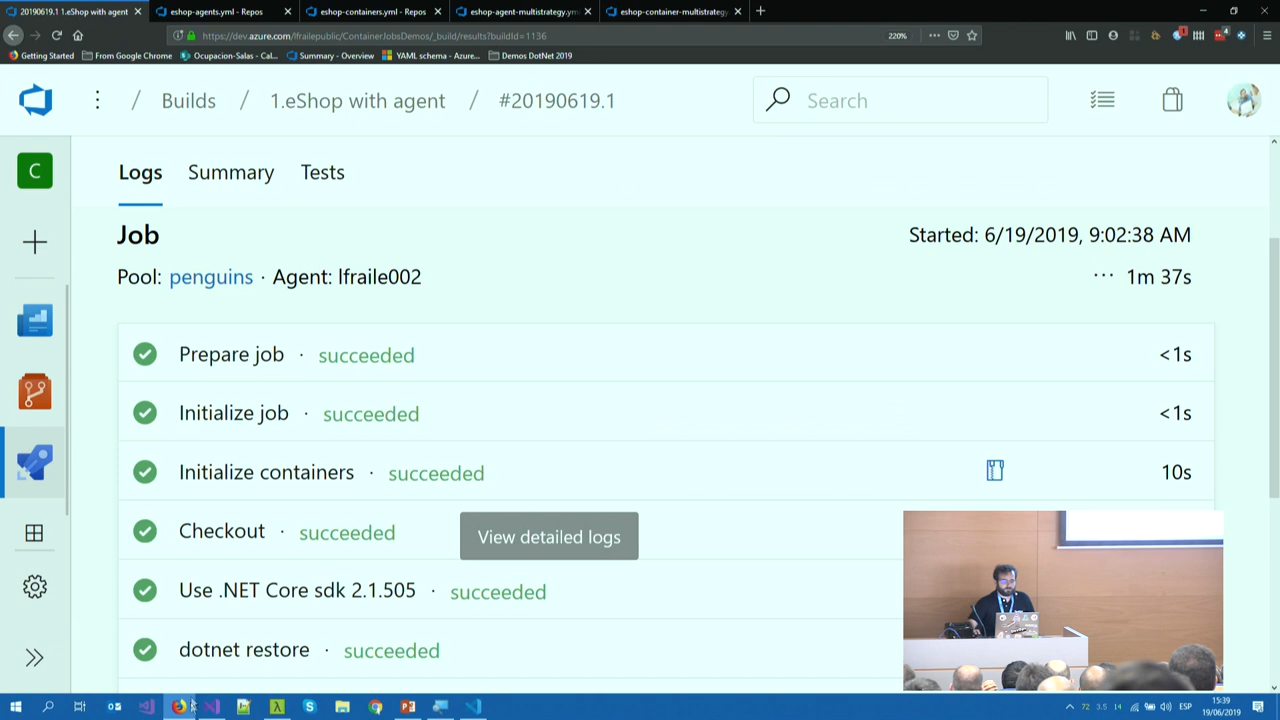 20190619.1 1.eShop with agent
eshop-agents.yml - Repos
eshop-containers.yml - Repos
eshop-agent-multistrategy.yml
eshop-container-multistrategy
https://dev.azure.com/lfrailepublic/ContainerJobsDemos/_build/results?buildId=1136
220%
Getting Started
From Google Chrome
Ocupacion-Salas - Cal...
Summary - Overview
YAML schema - Azure...
Demos DotNet 2019
/ Builds / 1.eShop with agent / #20190619.1
Search
C
Logs
Summary
Tests
Job
Started: 6/19/2019, 9:02:38 AM
Pool: penguins · Agent: lfraile002
··· 1m 37s
Prepare job · succeeded
<1s
Initialize job · succeeded
<1s
Initialize containers · succeeded
10s
Checkout · succeeded
View detailed logs
Use .NET Core sdk 2.1.505 · succeeded
dotnet restore · succeeded
72 3.5 14
ESP
15:39
19/06/2019